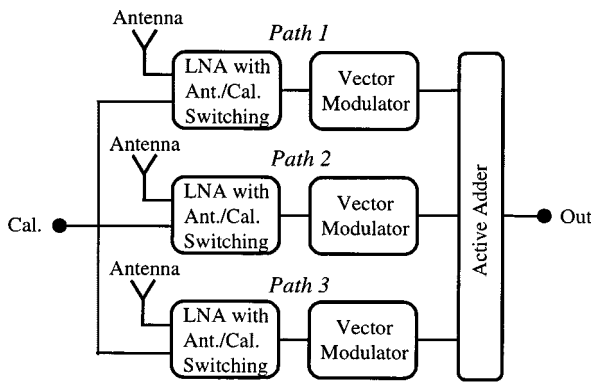 Antenna
Path 1
LNA with
Ant./Cal.
Switching
Vector
Modulator
Antenna
Path 2
LNA with
Ant./Cal.
Switching
Vector
Modulator
Cal.
Active Adder
Out
Antenna
Path 3
LNA with
Ant./Cal.
Switching
Vector
Modulator